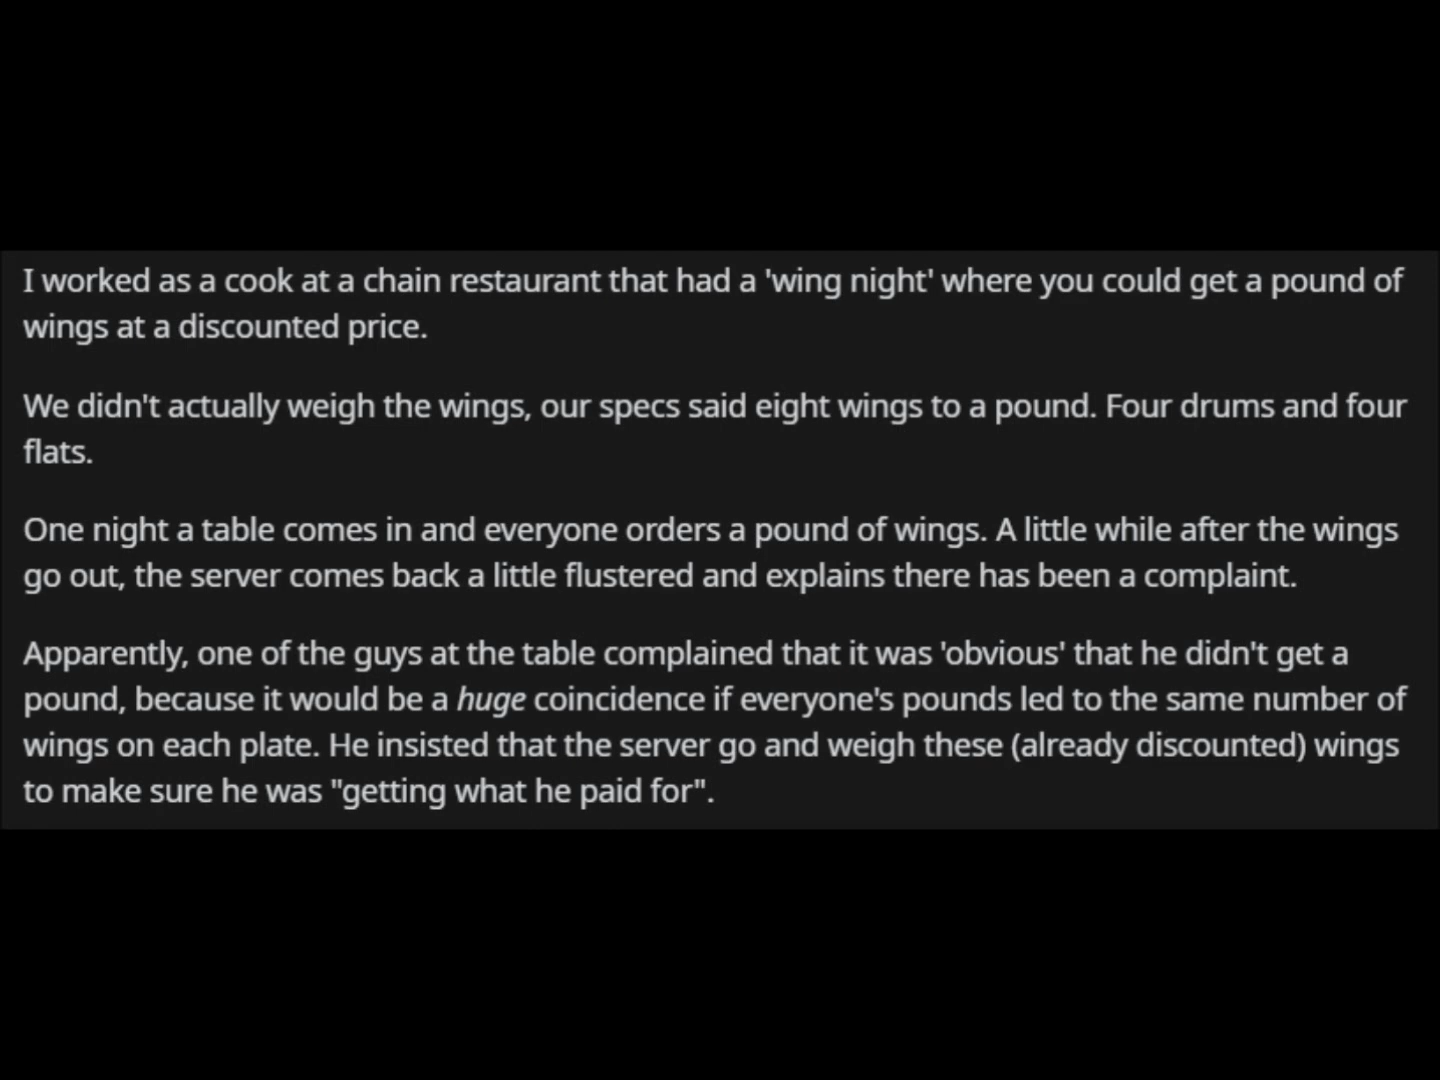 I worked as a cook at a chain restaurant that had a 'wing night' where you could get a pound of
wings at a discounted price.
We didn't actually weigh the wings, our specs said eight wings to a pound. Four drums and four
flats.
One night a table comes in and everyone orders a pound of wings. A little while after the wings
go out, the server comes back a little flustered and explains there has been a complaint.
Apparently, one of the guys at the table complained that it was 'obvious' that he didn't get a
pound, because it would be a huge coincidence if everyone's pounds led to the same number of
wings on each plate. He insisted that the server go and weigh these (already discounted) wings
to make sure he was "getting what he paid for".